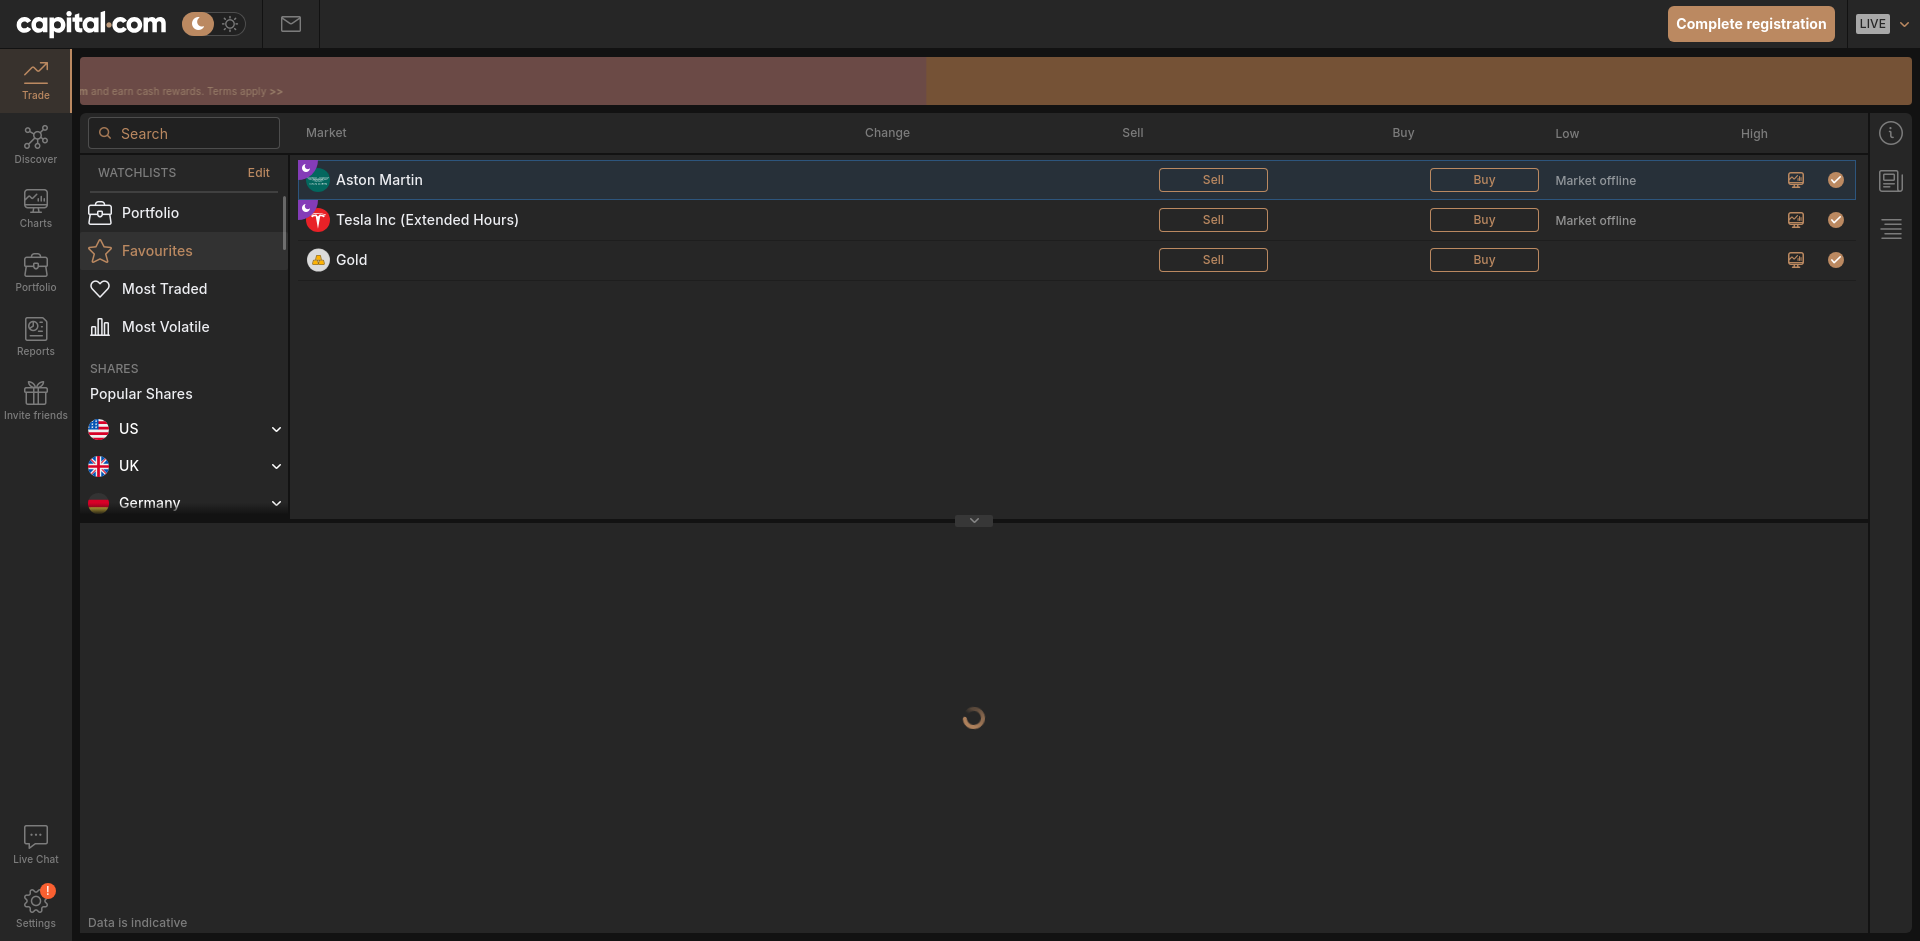 capital.com
Complete registration
LIVE
Trade
m and earn cash rewards. Terms apply >>
Search
Market
Change
Sell
Buy
Low
High
Discover
WATCHLISTS
Edit
Aston Martin
Sell
Buy
Market offline
Portfolio
Tesla Inc (Extended Hours)
Sell
Buy
Market offline
Charts
Favourites
Gold
Sell
Buy
Portfolio
Most Traded
Most Volatile
Reports
SHARES
Popular Shares
Invite friends
US
UK
Germany
Live Chat
!
Settings
Data is indicative